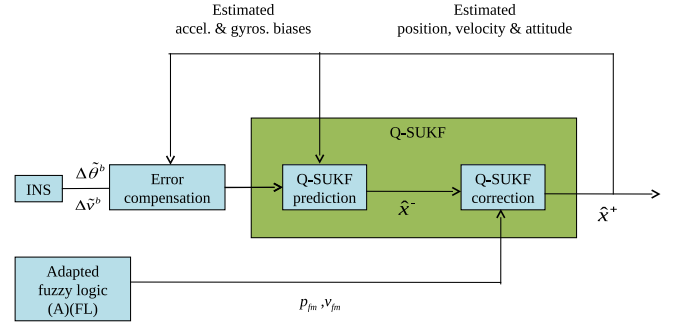 Estimated
accel. & gyros. biases
Estimated
position, velocity & attitude
Q-SUKF
INS
Δθ̃ᵇ
Δṽᵇ
Error
compensation
Q-SUKF
prediction
x̂⁻
Q-SUKF
correction
x̂⁺
Adapted
fuzzy logic
(A)(FL)
p_fm ,v_fm